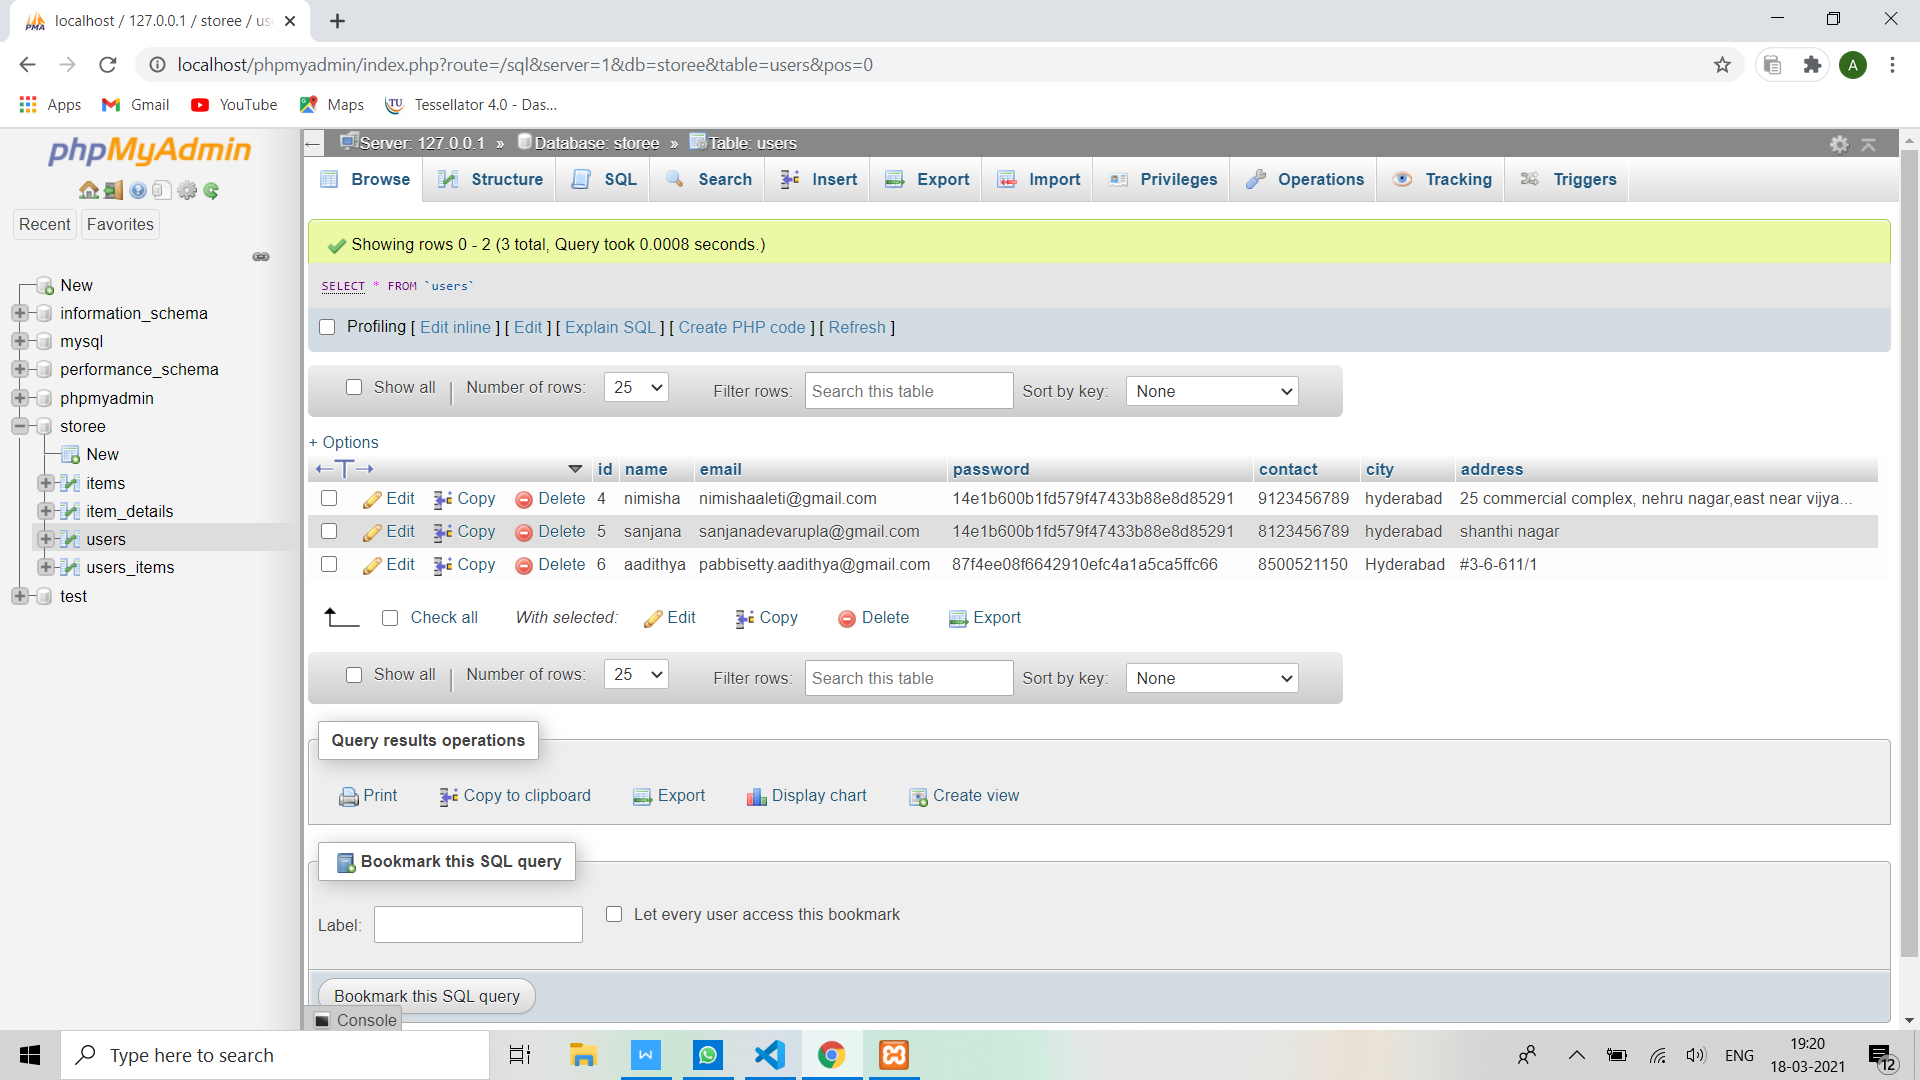 localhost / 127.0.0.1 / storee / us
localhost/phpmyadmin/index.php?route=/sql&server=1&db=storee&table=users&pos=0
A
Apps Gmail YouTube Maps Tessellator 4.0 - Das...
phpMyAdmin
Recent Favorites
New
information_schema
mysql
performance_schema
phpmyadmin
storee
New
items
item_details
users
users_items
test
Server: 127.0.0.1 » Database: storee » Table: users
Browse Structure SQL Search Insert Export Import Privileges Operations Tracking Triggers
Showing rows 0 - 2 (3 total, Query took 0.0008 seconds.)
SELECT * FROM `users`
Profiling [ Edit inline ] [ Edit ] [ Explain SQL ] [ Create PHP code ] [ Refresh ]
Show all | Number of rows: 25 Filter rows: Search this table Sort by key: None
+ Options
←T→ id name email password contact city address
Edit Copy Delete 4 nimisha nimishaaleti@gmail.com 14e1b600b1fd579f47433b88e8d85291 9123456789 hyderabad 25 commercial complex, nehru nagar,east near vijya...
Edit Copy Delete 5 sanjana sanjanadevarupla@gmail.com 14e1b600b1fd579f47433b88e8d85291 8123456789 hyderabad shanthi nagar
Edit Copy Delete 6 aadithya pabbisetty.aadithya@gmail.com 87f4ee08f6642910efc4a1a5ca5ffc66 8500521150 Hyderabad #3-6-611/1
Check all With selected: Edit Copy Delete Export
Show all | Number of rows: 25 Filter rows: Search this table Sort by key: None
Query results operations
Print Copy to clipboard Export Display chart Create view
Bookmark this SQL query
Label: Let every user access this bookmark
Bookmark this SQL query
Console
Type here to search
ENG
19:20
18-03-2021
12